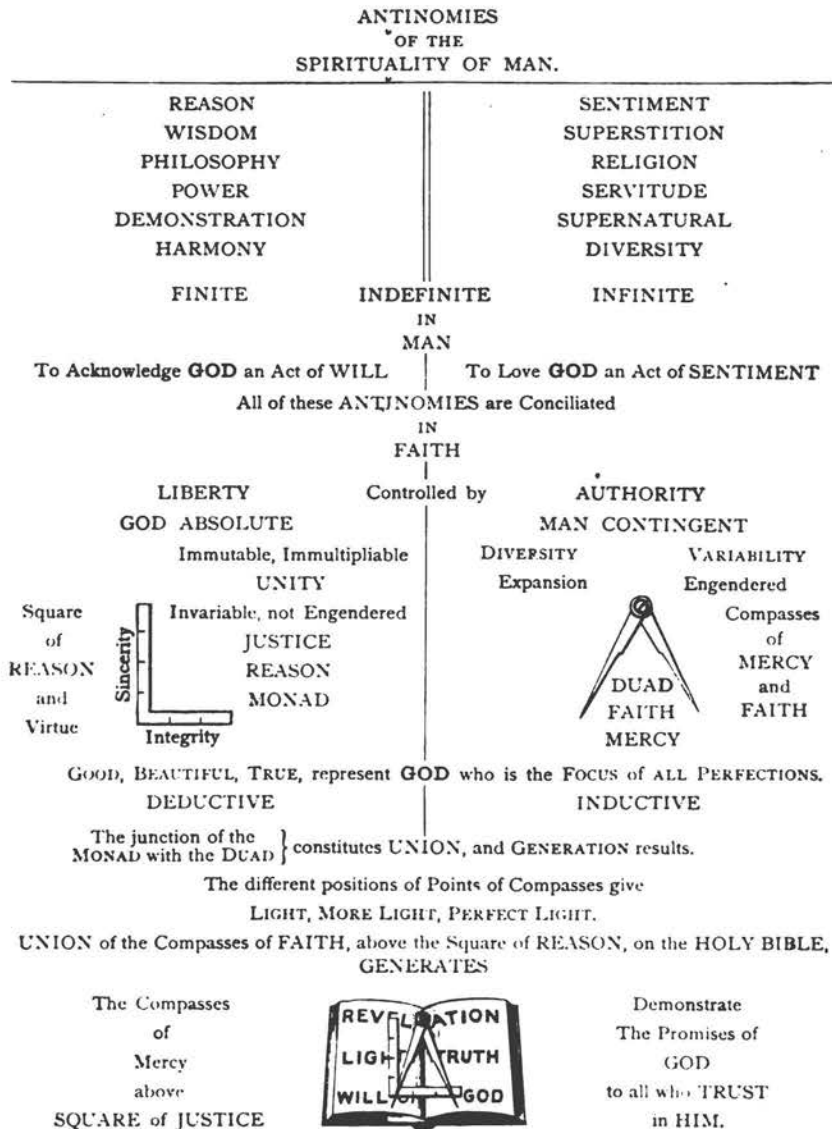 ANTINOMIES
OF THE
SPIRITUALITY OF MAN.
REASON SENTIMENT
WISDOM SUPERSTITION
PHILOSOPHY RELIGION
POWER SERVITUDE
DEMONSTRATION SUPERNATURAL
HARMONY DIVERSITY
FINITE INDEFINITE INFINITE
IN
MAN
To Acknowledge GOD an Act of WILL To Love GOD an Act of SENTIMENT
All of these ANTINOMIES are Conciliated
IN
FAITH
LIBERTY Controlled by AUTHORITY
GOD ABSOLUTE MAN CONTINGENT
Immutable, Immultipliable DIVERSITY VARIABILITY
UNITY Expansion Engendered
Square Invariable, not Engendered Compasses
of JUSTICE of
REASON REASON MERCY
and MONAD and
Virtue FAITH
Sincerity
Integrity
DUAD
FAITH
MERCY
GOOD, BEAUTIFUL, TRUE, represent GOD who is the FOCUS of ALL PERFECTIONS.
DEDUCTIVE INDUCTIVE
The junction of the
MONAD with the DUAD } constitutes UNION, and GENERATION results.
The different positions of Points of Compasses give
LIGHT, MORE LIGHT, PERFECT LIGHT.
UNION of the Compasses of FAITH, above the Square of REASON, on the HOLY BIBLE,
GENERATES
The Compasses
of
Mercy
above
SQUARE of JUSTICE
REVELATION
LIGHT TRUTH
WILL OF GOD
Demonstrate
The Promises of
GOD
to all who TRUST
in HIM.